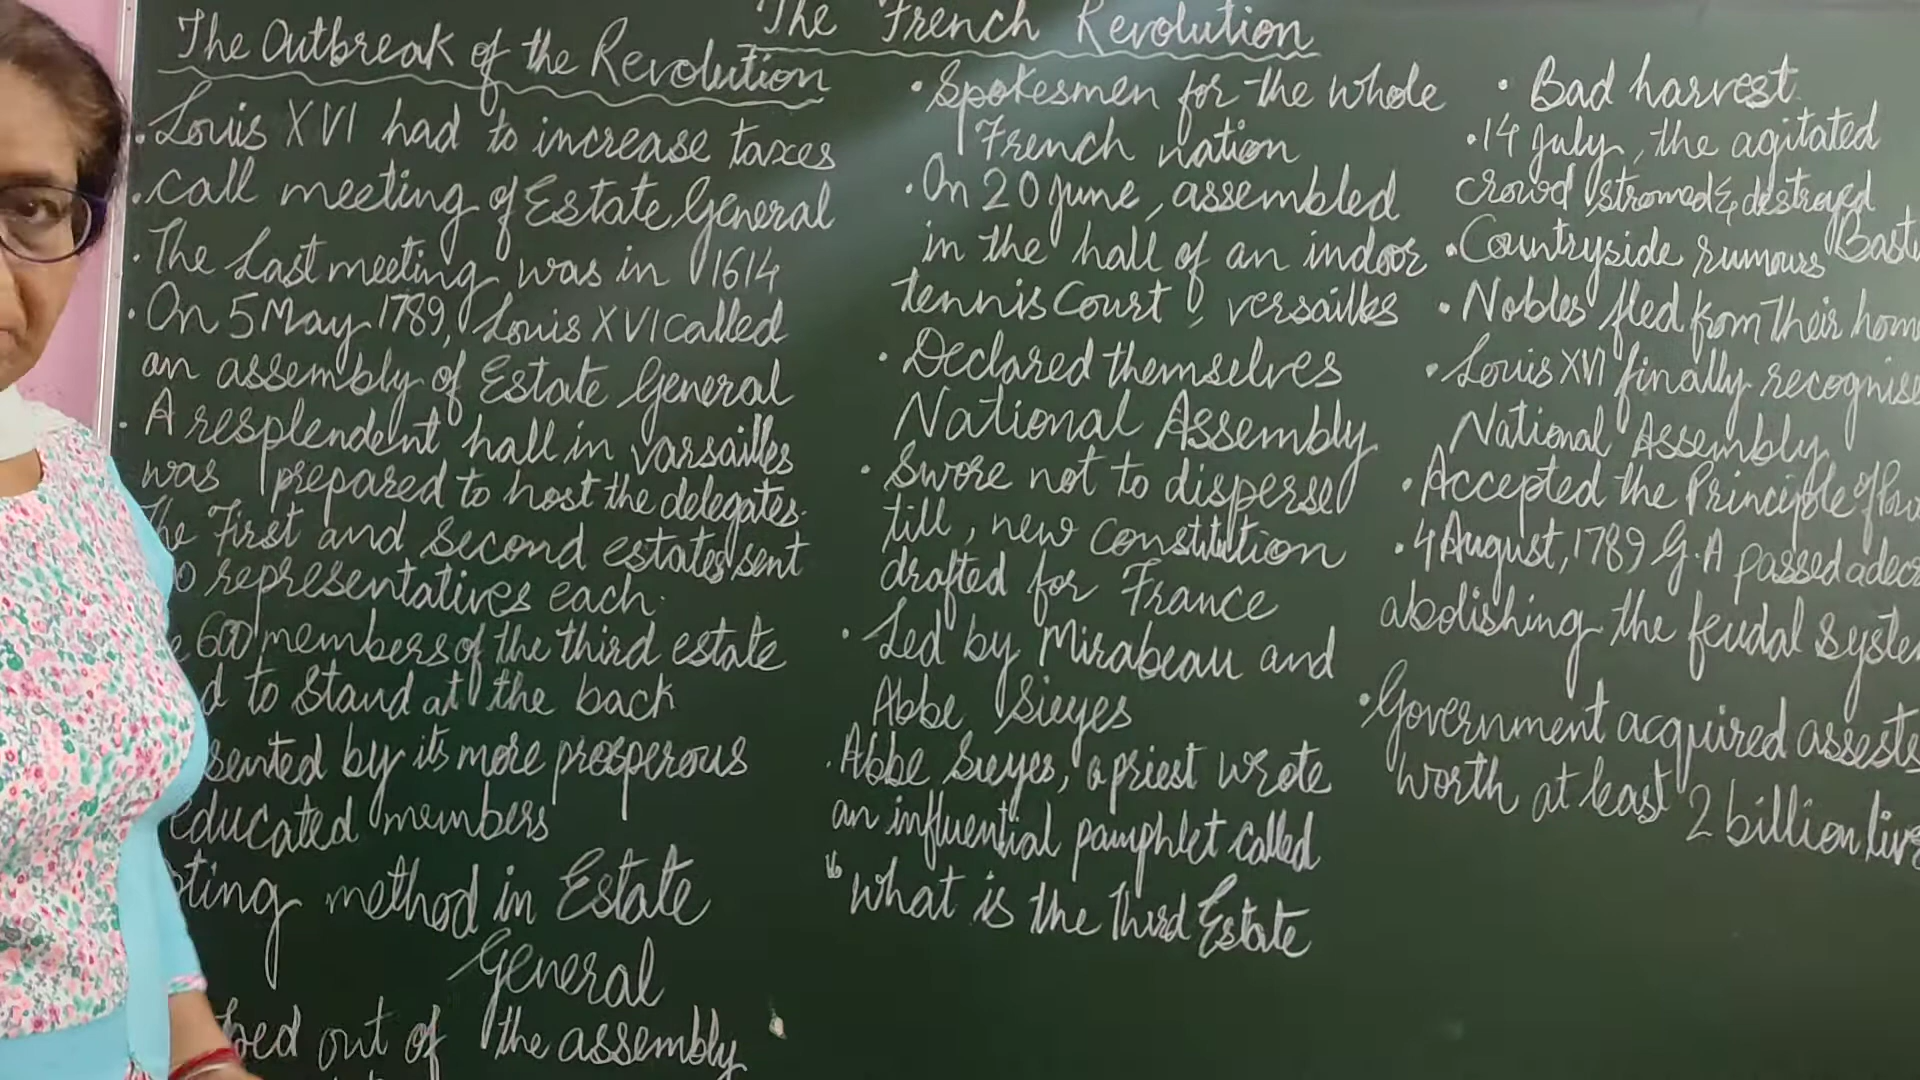 The French Revolution
The Outbreak of the Revolution
• Louis XVI had to increase taxes
• call meeting of Estate General
• The Last meeting was in 1614
• On 5 May 1789, Louis XVI called
an assembly of Estate General
• A resplendent hall in varsailles
was prepared to host the delegates.
The First and second estates sent
representatives each.
600 members of the third estate
to stand at the back
by its more prosperous
educated members
method in Estate
General
out of the assembly
• Spokesmen for the whole
French nation
• On 20 June, assembled
in the hall of an indoor
tennis Court, versailles
• Declared themselves
National Assembly
• Swore not to disperse
till, new Constitution
drafted for France
• Led by Mirabeau and
Abbe Sieyes
• Abbe Sieyes, a priest wrote
an influential pamphlet called
"What is the Third Estate
• Bad harvest
• 14 July, the agitated
crowd stromed & destroyed
• Countryside rumours
• Nobles fled from their
• Louis XVI finally
National Assembly
• Accepted the Principle of
• 4 August, 1789 G.A passed a
abolishing the feudal
• Government acquired assests
worth at least 2 billion